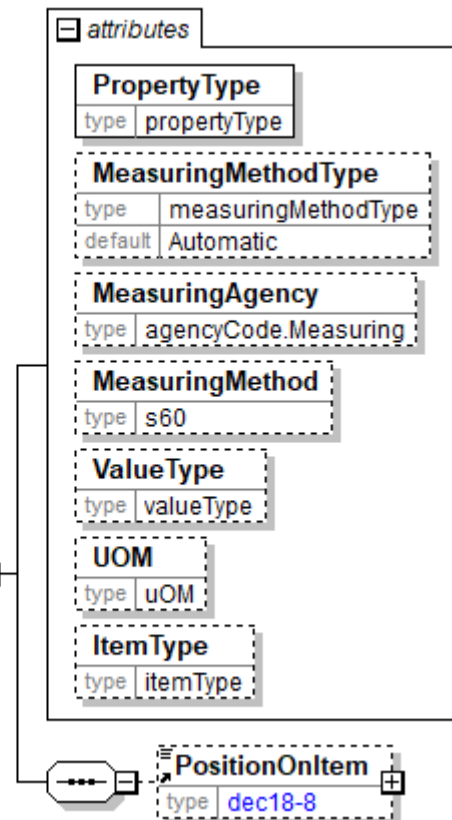 attributes
PropertyType
type propertyType
MeasuringMethodType
type measuringMethodType
default Automatic
MeasuringAgency
type agencyCode.Measuring
MeasuringMethod
type s60
ValueType
type valueType
UOM
type uOM
ItemType
type itemType
PositionOnItem
type dec18-8